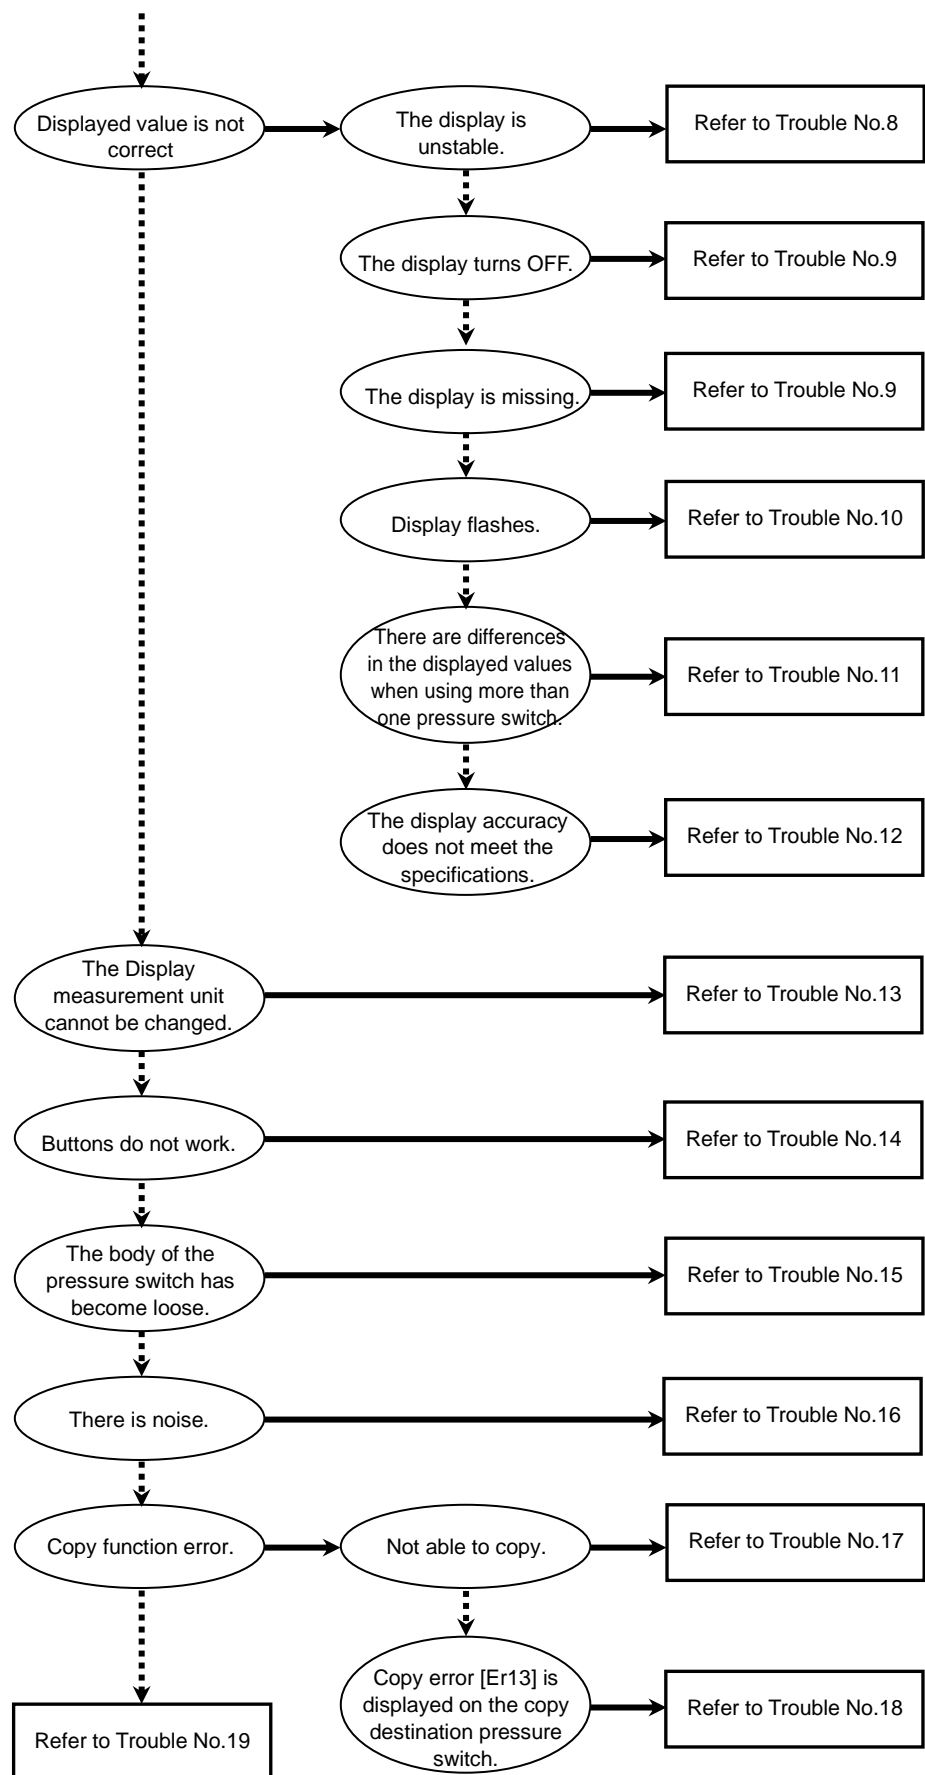 Displayed value is not
correct
The display is
unstable.
Refer to Trouble No.8
The display turns OFF.
Refer to Trouble No.9
The display is missing.
Refer to Trouble No.9
Display flashes.
Refer to Trouble No.10
There are differences
in the displayed values
when using more than
one pressure switch.
Refer to Trouble No.11
The display accuracy
does not meet the
specifications.
Refer to Trouble No.12
The Display
measurement unit
cannot be changed.
Refer to Trouble No.13
Buttons do not work.
Refer to Trouble No.14
The body of the
pressure switch has
become loose.
Refer to Trouble No.15
There is noise.
Refer to Trouble No.16
Copy function error.
Not able to copy.
Refer to Trouble No.17
Copy error [Er13] is
displayed on the copy
destination pressure
switch.
Refer to Trouble No.18
Refer to Trouble No.19